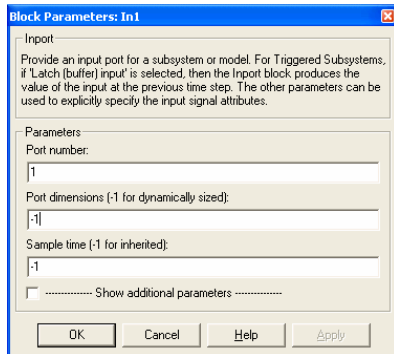 Block Parameters: In1
Inport
Provide an input port for a subsystem or model. For Triggered Subsystems,
if 'Latch (buffer) input' is selected, then the Inport block produces the
value of the input at the previous time step. The other parameters can be
used to explicitly specify the input signal attributes.
Parameters
Port number:
1
Port dimensions (-1 for dynamically sized):
-1
Sample time (-1 for inherited):
-1
--------------- Show additional parameters ---------------
OK Cancel Help Apply